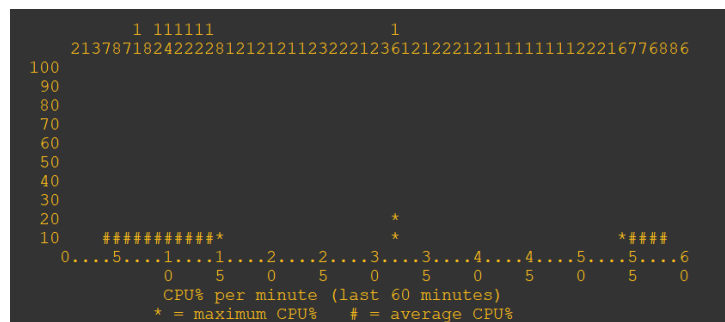 1 111111                  1
213787182422228121212112322212361212221211111111122216776886
100
90
80
70
60
50
40
30
20                                *
10    ###########*                *                     *####
0....5....1....1....2....2....3....3....4....4....5....5....6
0    5    0    5    0    5    0    5    0    5    0
CPU% per minute (last 60 minutes)
* = maximum CPU%   # = average CPU%